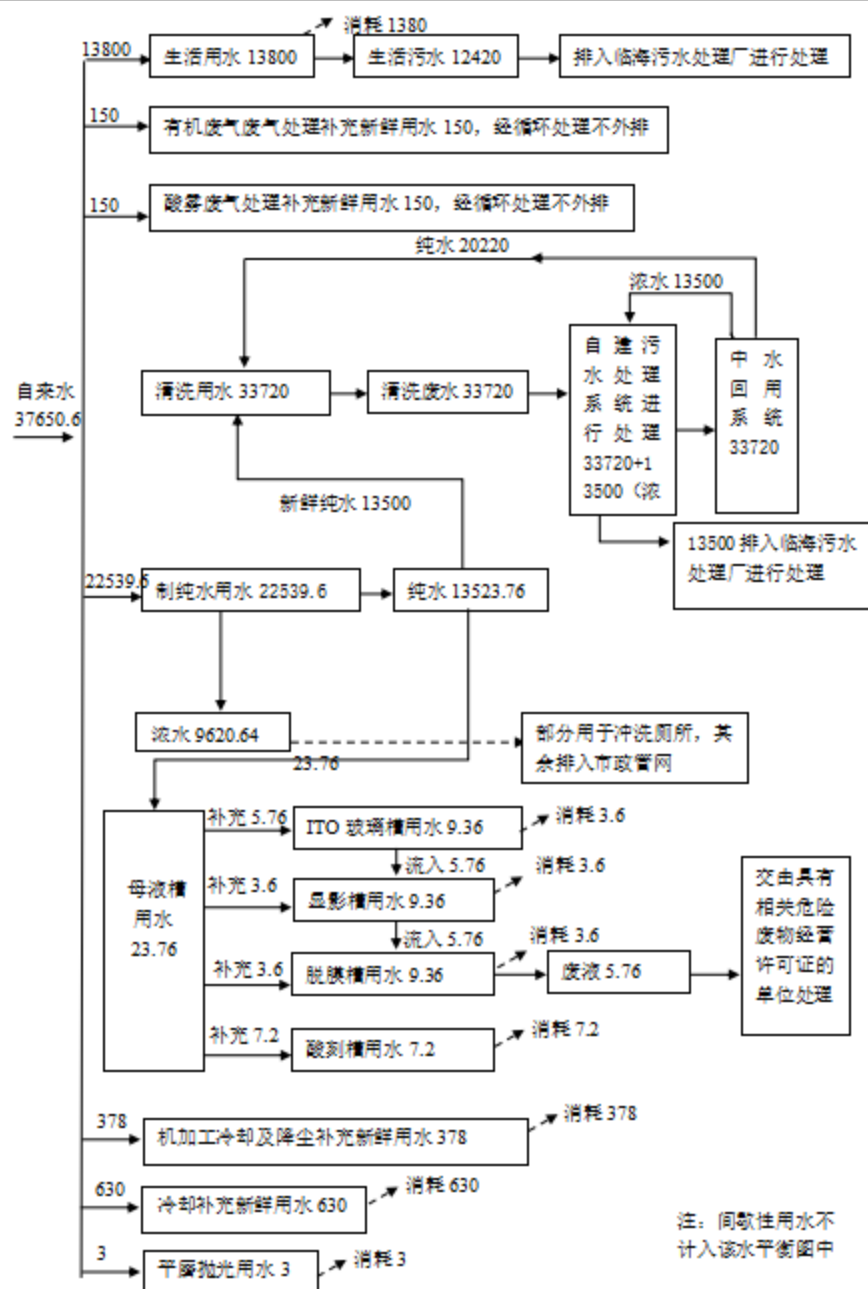 消耗 1380
13800
生活用水 13800
生活污水 12420
排入临海污水处理厂进行处理
150
有机废气废气处理补充新鲜用水 150，经循环处理不外排
150
酸雾废气处理补充新鲜用水 150，经循环处理不外排
纯水 20220
浓水 13500
自来水
37650.6
清洗用水 33720
清洗废水 33720
自建污
水处理
系统进
行处理
33720+1
3500（浓
中水
回用
系统
33720
新鲜纯水 13500
13500 排入临海污水
处理厂进行处理
22539.6
制纯水用水 22539.6
纯水 13523.76
浓水 9620.64
部分用于冲洗厕所，其
余排入市政管网
23.76
母液槽
用水
23.76
补充 5.76
ITO 玻璃槽用水 9.36
消耗 3.6
流入 5.76
补充 3.6
显影槽用水 9.36
消耗 3.6
流入 5.76
补充 3.6
脱膜槽用水 9.36
消耗 3.6
废液 5.76
交由具有
相关危险
废物经营
许可证的
单位处理
补充 7.2
酸刻槽用水 7.2
消耗 7.2
378
机加工冷却及降尘补充新鲜用水 378
消耗 378
630
冷却补充新鲜用水 630
消耗 630
3
平磨抛光用水 3
消耗 3
注：间歇性用水不
计入该水平衡图中